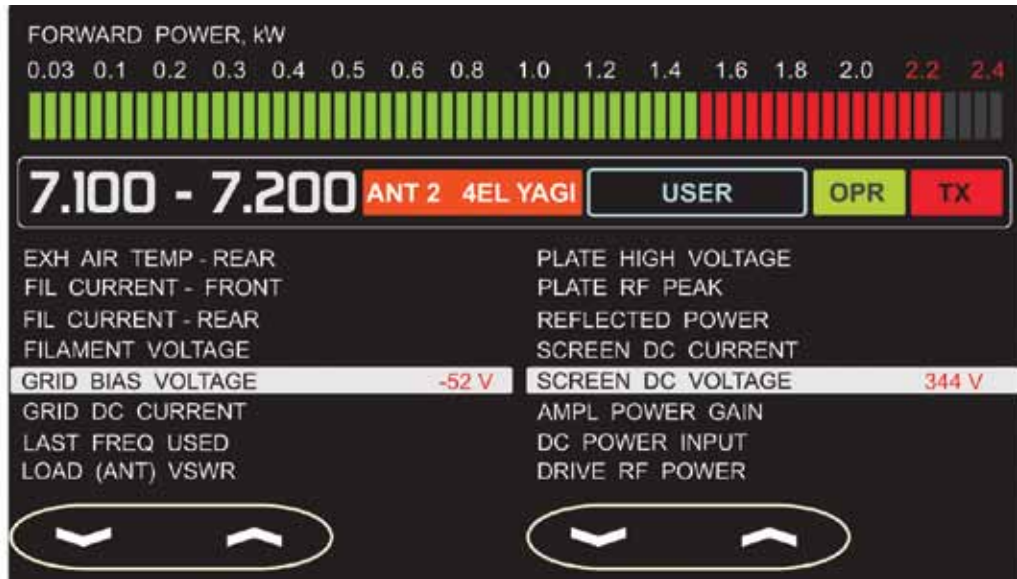 FORWARD POWER, kW
0.03 0.1 0.2 0.3 0.4 0.5 0.6 0.8 1.0 1.2 1.4 1.6 1.8 2.0 2.2 2.4
7.100 - 7.200 ANT 2 4EL YAGI USER OPR TX
EXH AIR TEMP - REAR
FIL CURRENT - FRONT
FIL CURRENT - REAR
FILAMENT VOLTAGE
GRID BIAS VOLTAGE -52 V
GRID DC CURRENT
LAST FREQ USED
LOAD (ANT) VSWR
PLATE HIGH VOLTAGE
PLATE RF PEAK
REFLECTED POWER
SCREEN DC CURRENT
SCREEN DC VOLTAGE 344 V
AMPL POWER GAIN
DC POWER INPUT
DRIVE RF POWER